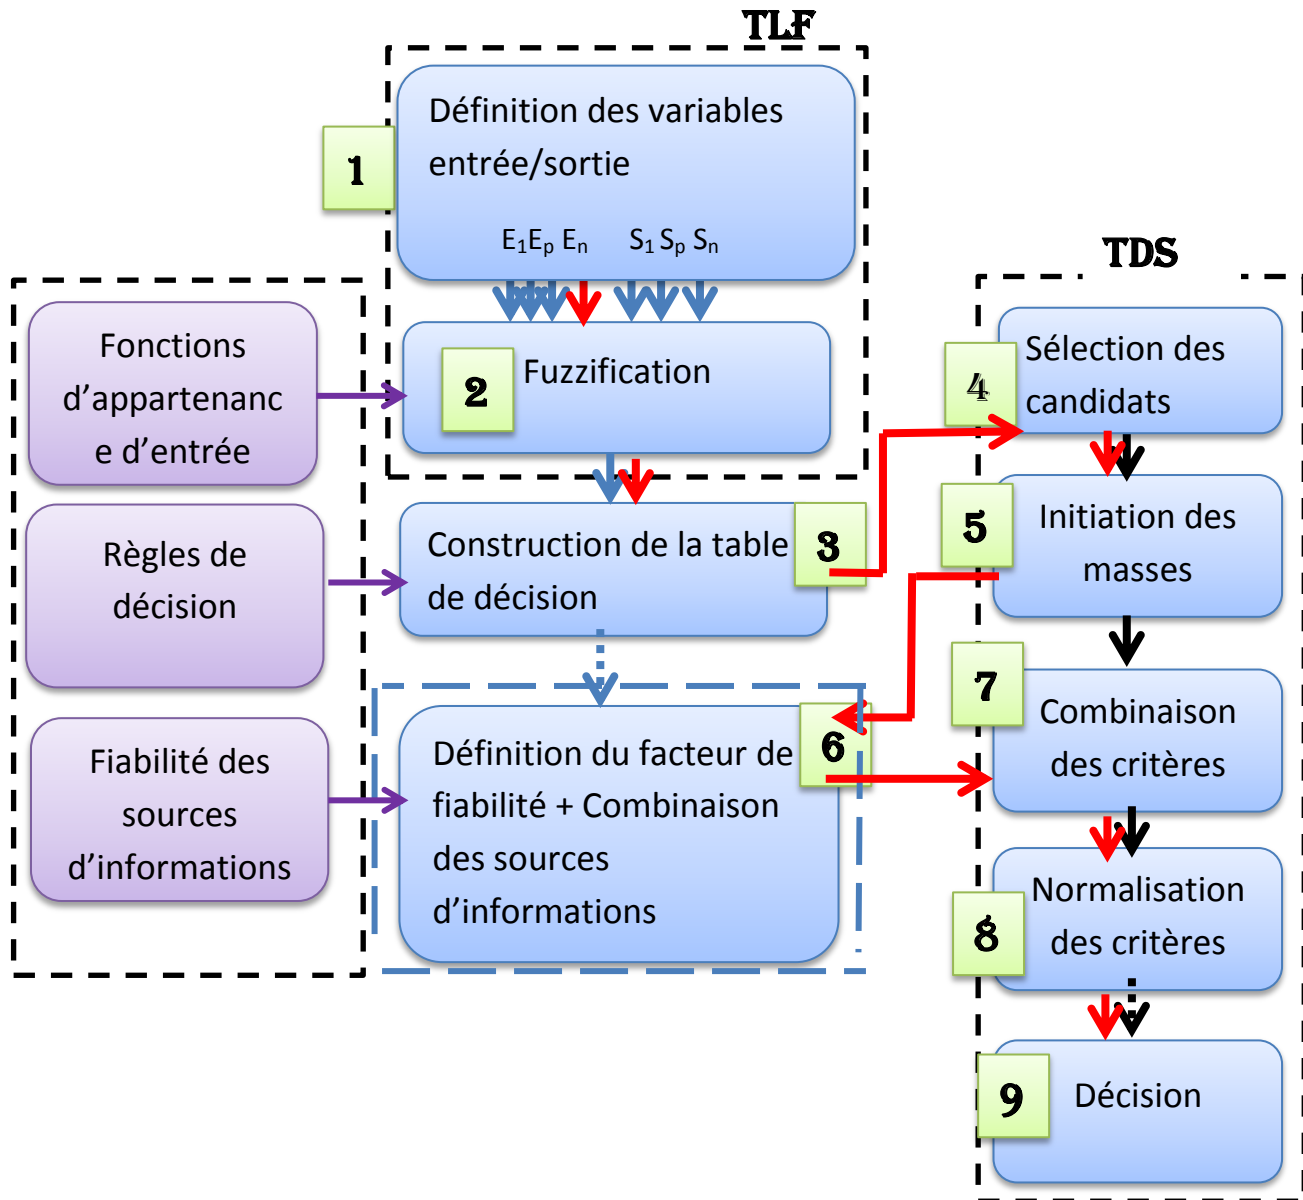 TLF
Définition des variables
entrée/sortie
1
E₁Eₚ Eₙ S₁ Sₚ Sₙ
TDS
Fonctions
d’appartenanc
e d’entrée
2
Fuzzification
4
Sélection des
candidats
Règles de
décision
Construction de la table
de décision
3
5
Initiation des
masses
Fiabilité des
sources
d’informations
Définition du facteur de
fiabilité + Combinaison
des sources
d’informations
6
7
Combinaison
des critères
8
Normalisation
des critères
9
Décision